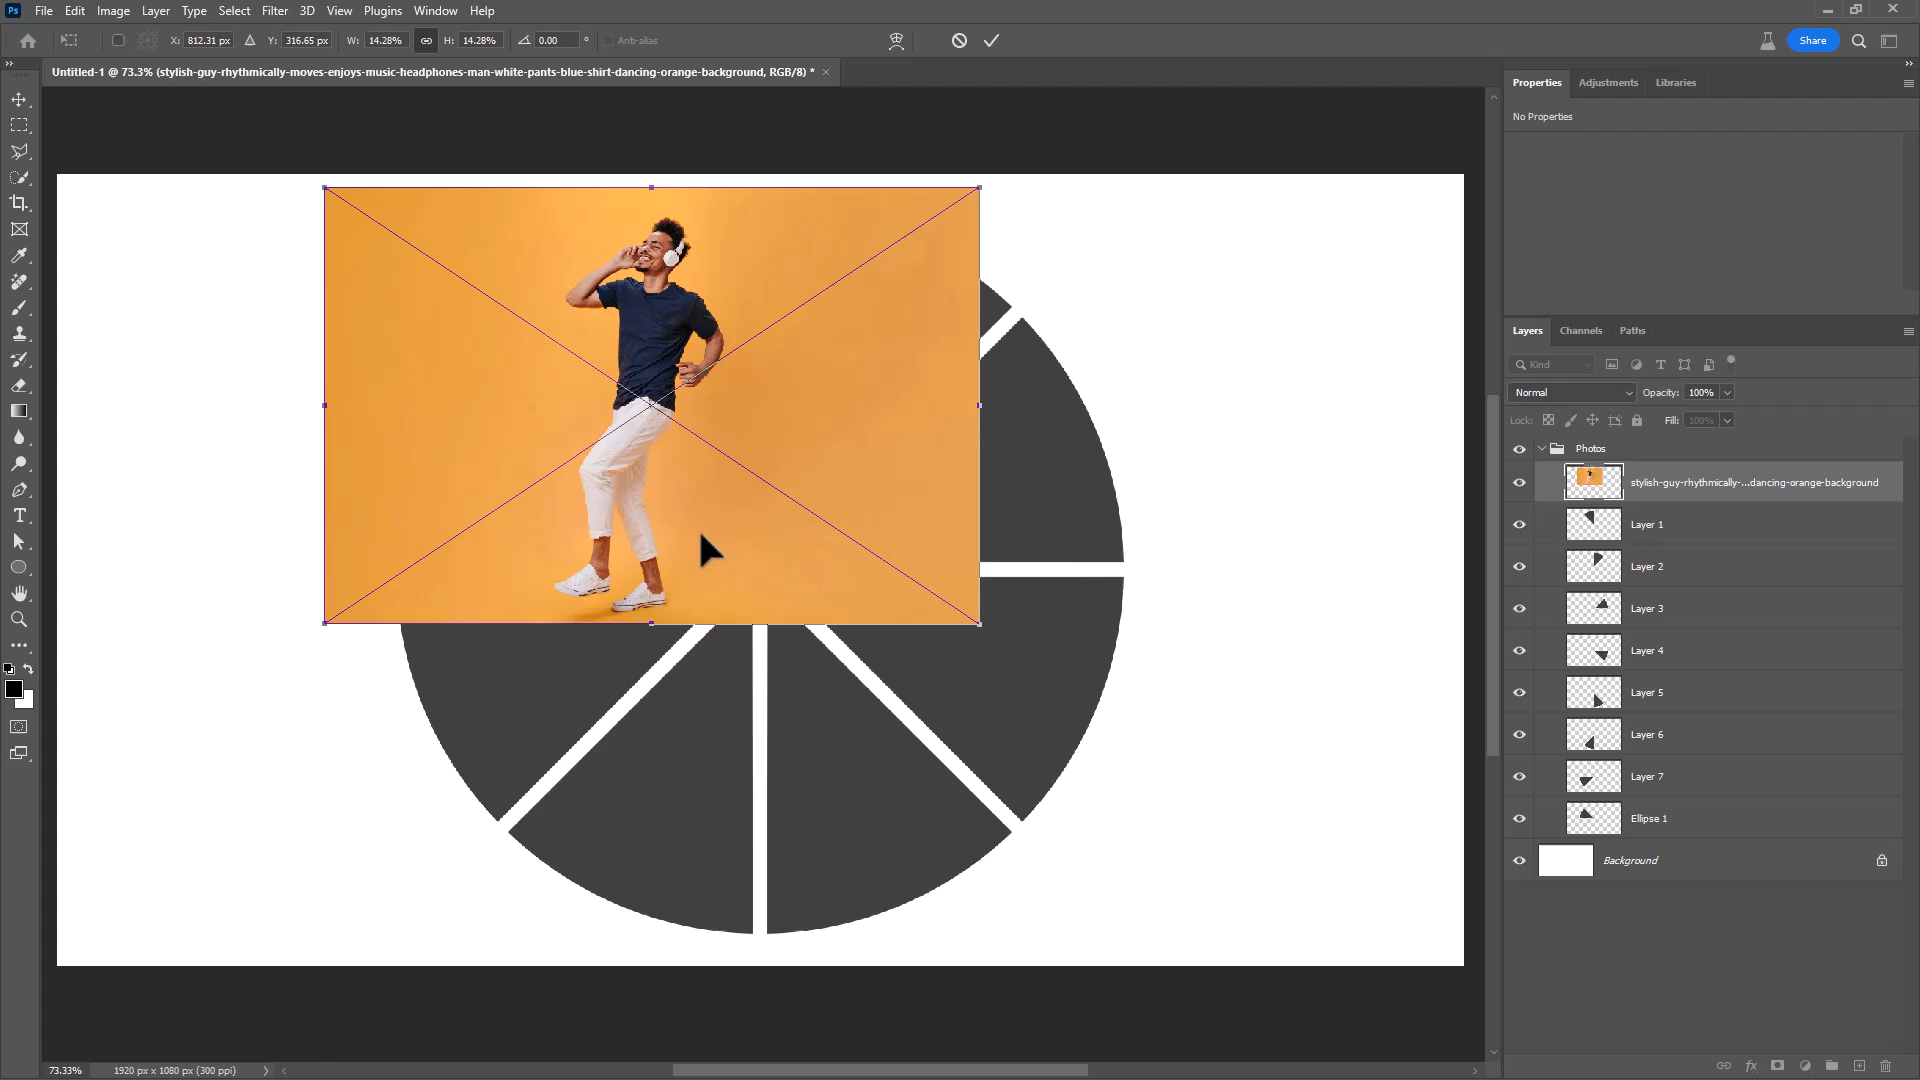 Ps File Edit Image Layer Type Select Filter 3D View Plugins Window Help
X: 812.31 px Y: 316.65 px W: 14.28% H: 14.28% 0.00 ° Anti-alias Share
Untitled-1 @ 73.3% (stylish-guy-rhythmically-moves-enjoys-music-headphones-man-white-pants-blue-shirt-dancing-orange-background, RGB/8) * ×
Properties Adjustments Libraries
No Properties
Layers Channels Paths
Kind
Normal Opacity: 100%
Lock: Fill: 100%
Photos
stylish-guy-rhythmically-...dancing-orange-background
Layer 1
Layer 2
Layer 3
Layer 4
Layer 5
Layer 6
Layer 7
Ellipse 1
Background
73.33% 1920 px x 1080 px (300 ppi)